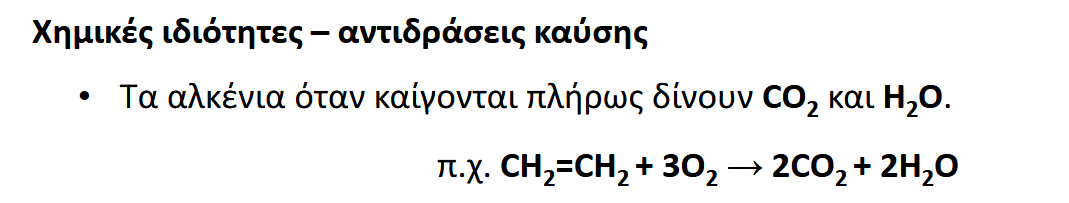 Χημικές ιδιότητες – αντιδράσεις καύσης
• Τα αλκένια όταν καίγονται πλήρως δίνουν CO₂ και H₂O.
π.χ. CH₂=CH₂ + 3O₂ → 2CO₂ + 2H₂O